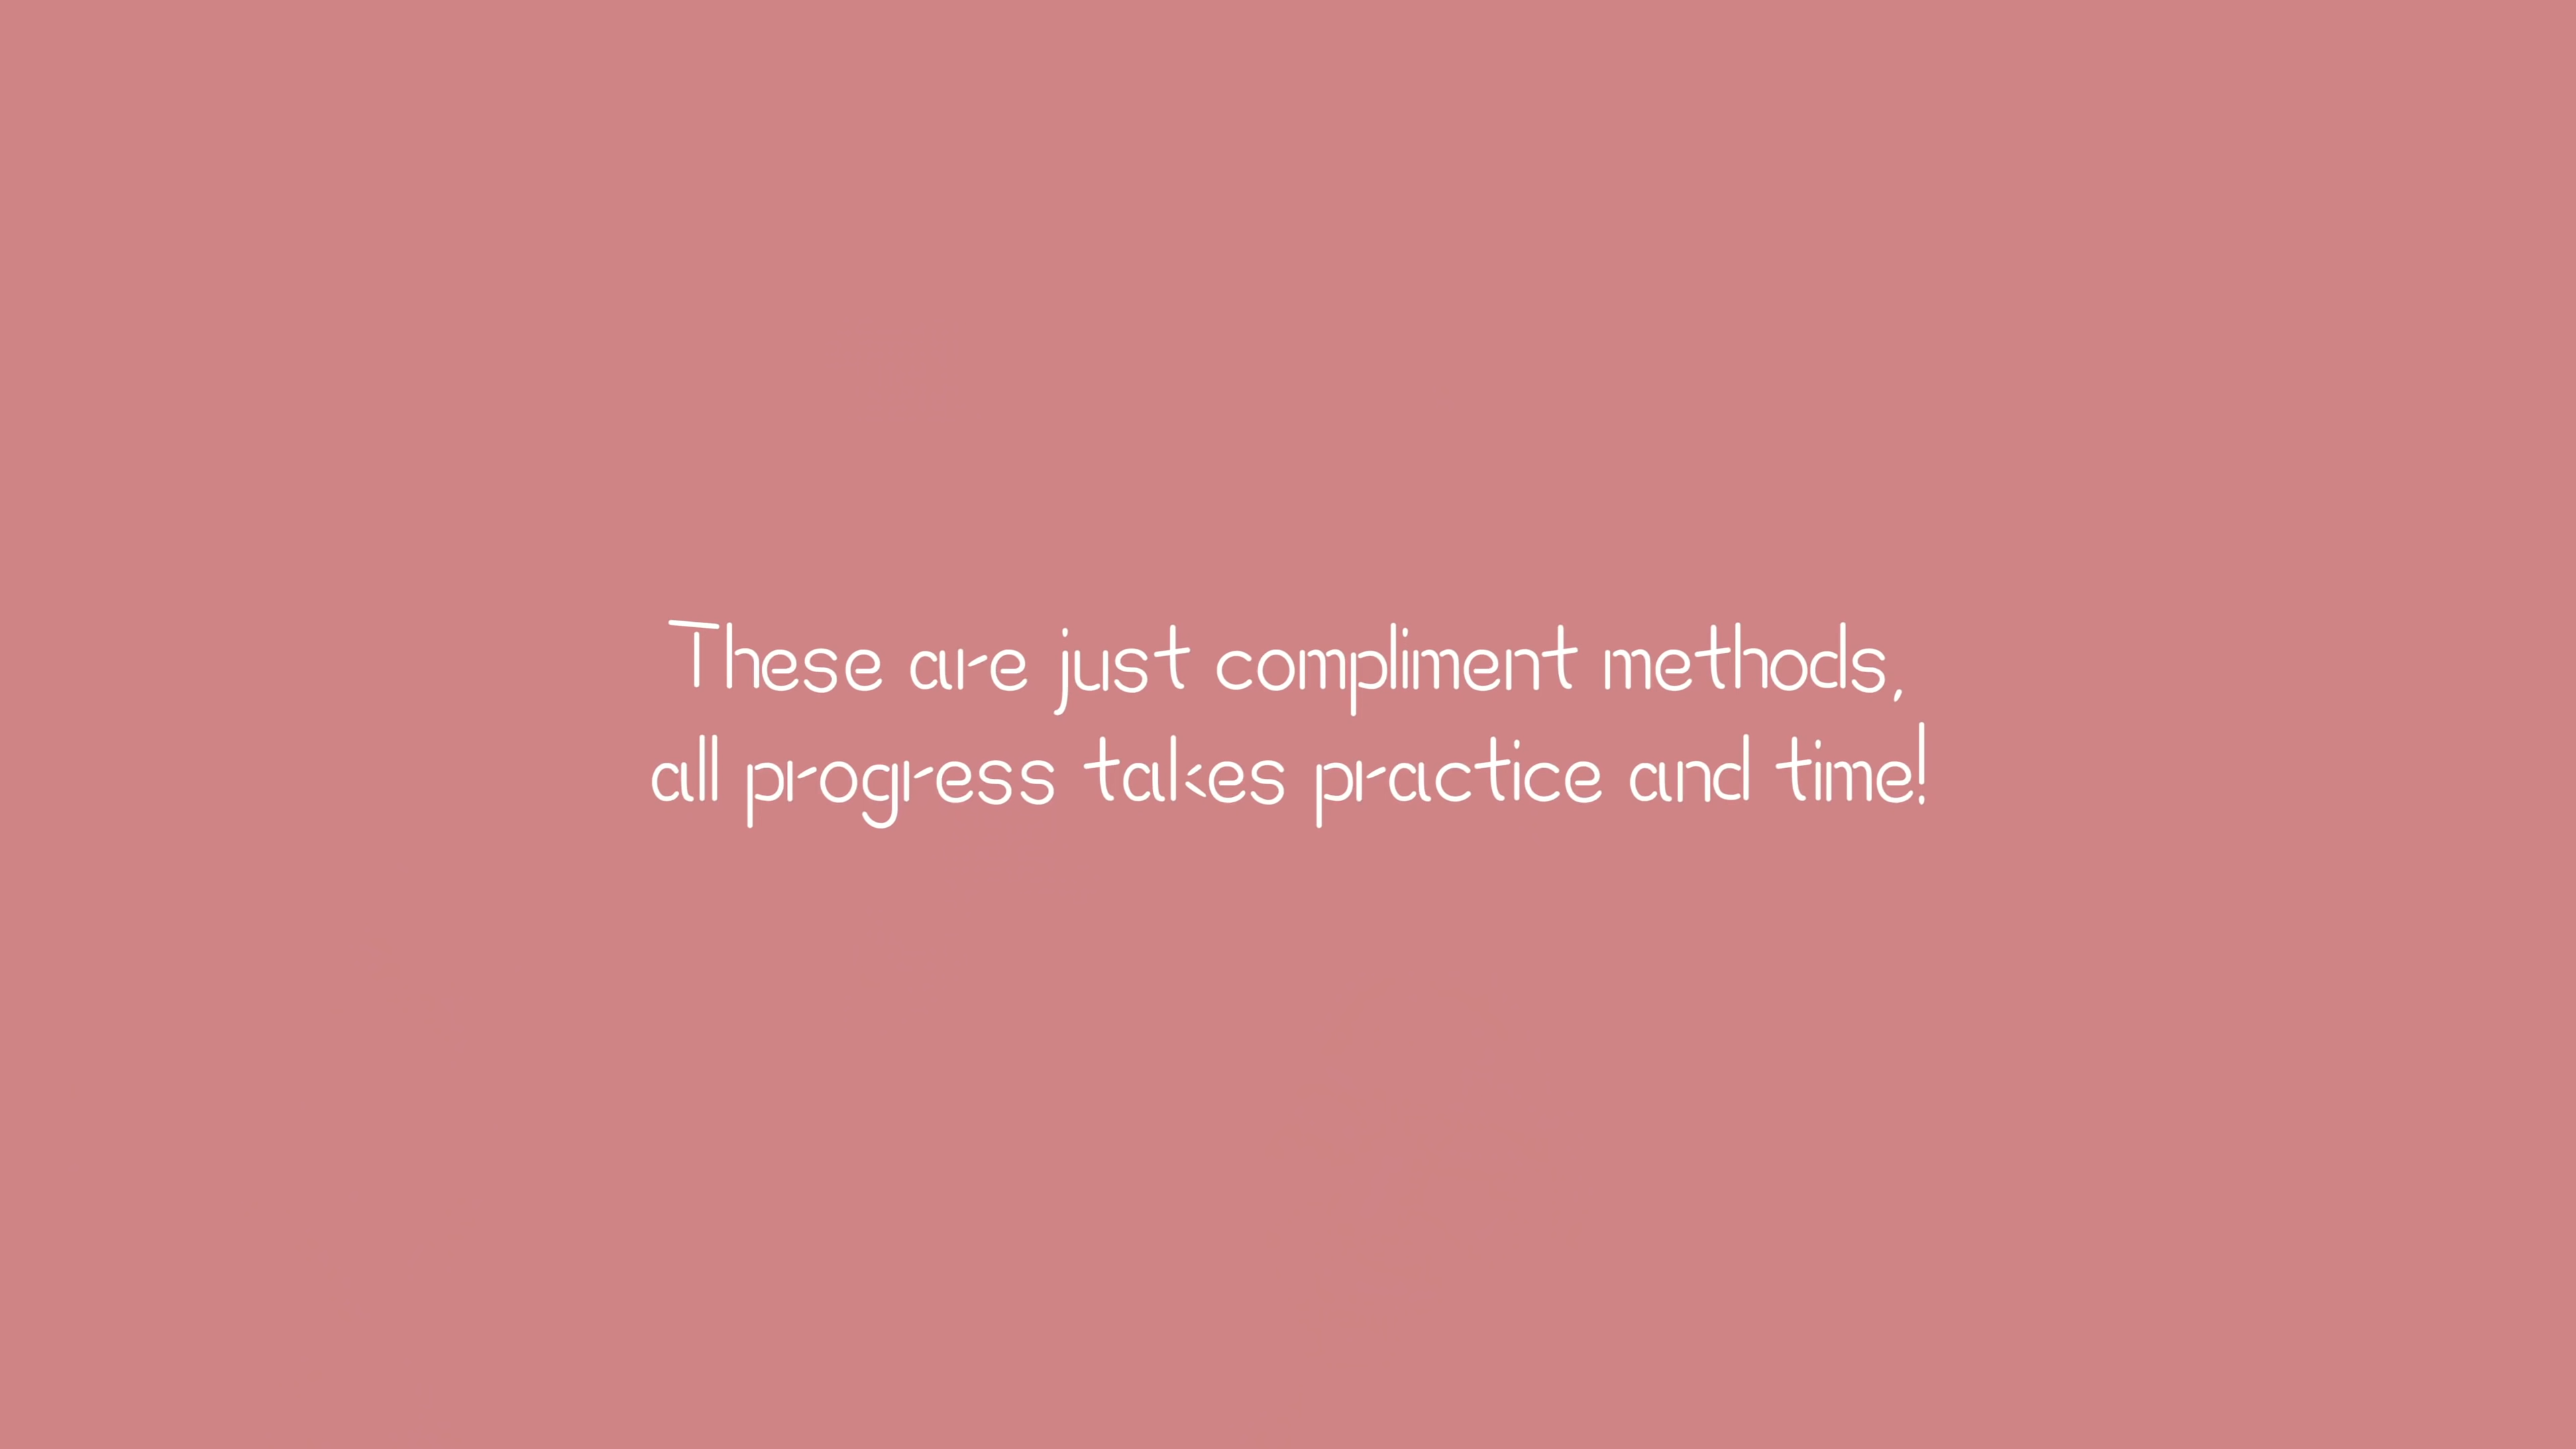 These are just compliment methods,
all progress takes practice and time!